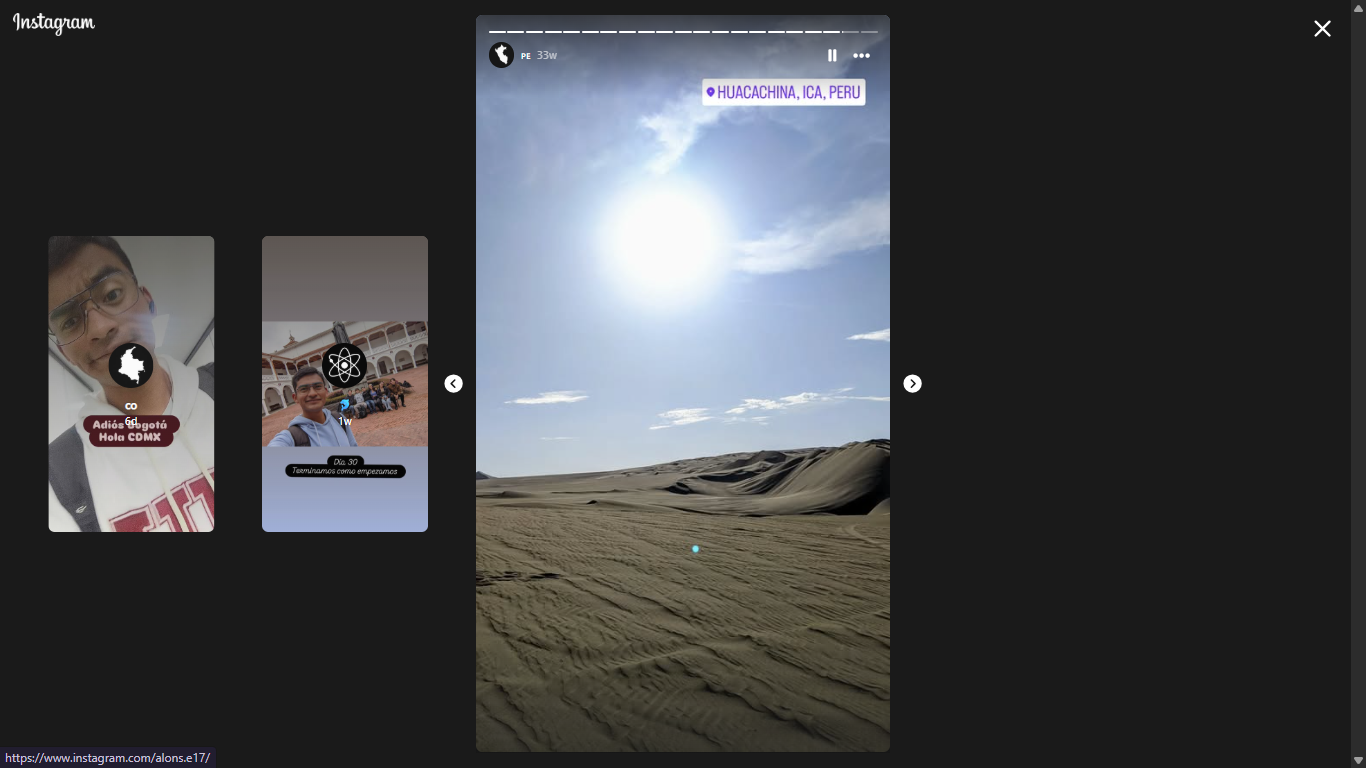 Instagram
PE 33w
HUACACHINA, ICA, PERU
CO
6d
Adiós Bogotá
Hola CDMX
1w
Día 30
Terminamos como empezamos
https://www.instagram.com/alons.e17/